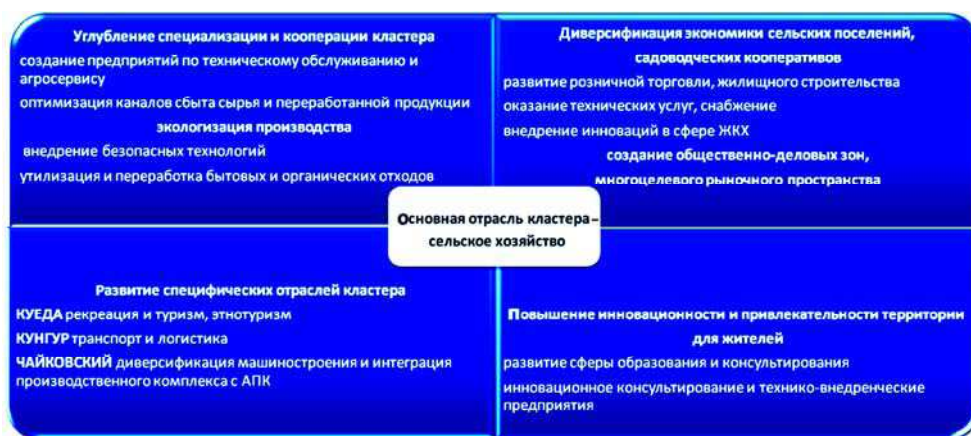 Углубление специализации и кооперации кластера
создание предприятий по техническому обслуживанию и
агросервису
оптимизация каналов сбыта сырья и переработанной продукции
экологизация производства
внедрение безопасных технологий
утилизация и переработка бытовых и органических отходов
Диверсификация экономики сельских поселений,
садоводческих кооперативов
развитие розничной торговли, жилищного строительства
оказание технических услуг, снабжение
внедрение инноваций в сфере ЖКХ
создание общественно-деловых зон,
многоцелевого рыночного пространства
Основная отрасль кластера–
сельское хозяйство
Развитие специфических отраслей кластера
КУЕДА рекреация и туризм, этнотуризм
КУНГУР транспорт и логистика
ЧАЙКОВСКИЙ диверсификация машиностроения и интеграция
производственного комплекса с АПК
Повышение инновационности и привлекательности территории
для жителей
развитие сферы образования и консультирования
инновационное консультирование и технико-внедренческие
предприятия